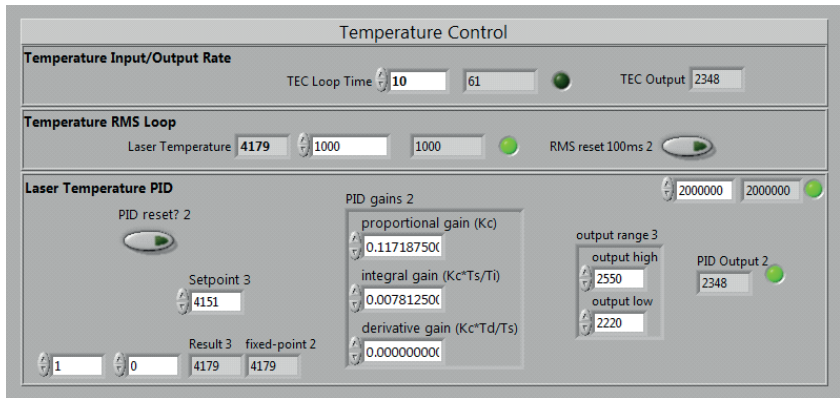 Temperature Control
Temperature Input/Output Rate
TEC Loop Time 10 61 TEC Output 2348
Temperature RMS Loop
Laser Temperature 4179 1000 1000 RMS reset 100ms 2
Laser Temperature PID
2000000 2000000
PID reset? 2
PID gains 2
proportional gain (Kc)
0.11718750(
integral gain (Kc*Ts/Ti)
0.00781250(
derivative gain (Kc*Td/Ts)
0.00000000(
output range 3
output high
2550
output low
2220
PID Output 2
2348
Setpoint 3
4151
Result 3 fixed-point 2
1 0 4179 4179